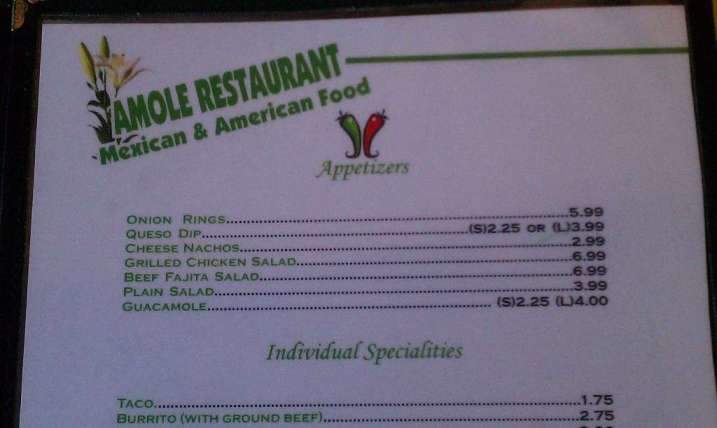 AMOLE RESTAURANT
Mexican & American Food
Appetizers
ONION RINGS.....5.99
QUESO DIP.....(S)2.25 OR (L)3.99
CHEESE NACHOS.....2.99
GRILLED CHICKEN SALAD.....6.99
BEEF FAJITA SALAD.....6.99
PLAIN SALAD.....3.99
GUACAMOLE..... (S)2.25 (L)4.00
Individual Specialities
TACO.....1.75
BURRITO (WITH GROUND BEEF).....2.75